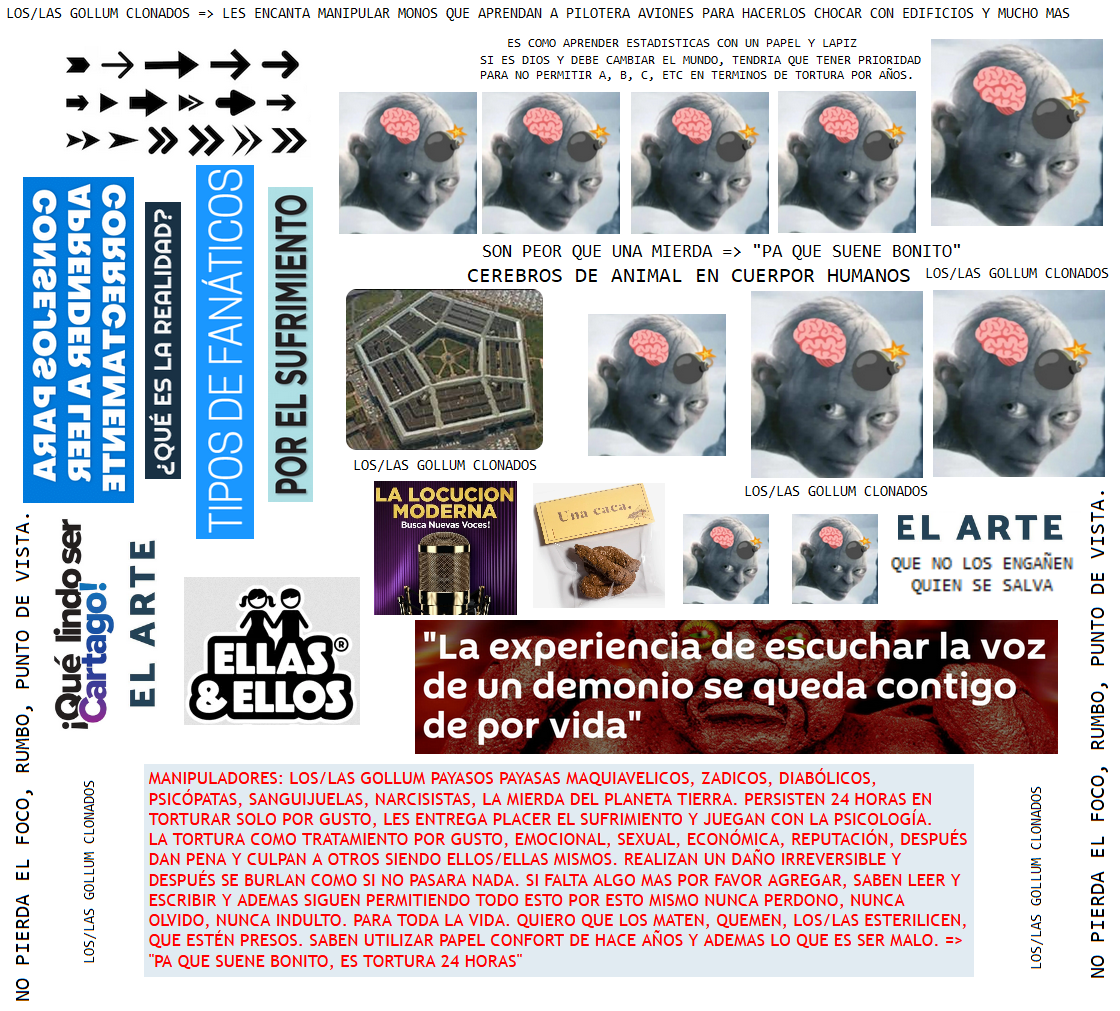 LOS/LAS GOLLUM CLONADOS => LES ENCANTA MANIPULAR MONOS QUE APRENDAN A PILOTERA AVIONES PARA HACERLOS CHOCAR CON EDIFICIOS Y MUCHO MAS
ES COMO APRENDER ESTADISTICAS CON UN PAPEL Y LAPIZ
SI ES DIOS Y DEBE CAMBIAR EL MUNDO, TENDRIA QUE TENER PRIORIDAD
PARA NO PERMITIR A, B, C, ETC EN TERMINOS DE TORTURA POR AÑOS.
CONSEJOS PARA
APRENDER A LEER
CORRECTAMENTE
¿QUÉ ES LA REALIDAD?
TIPOS DE FANÁTICOS
POR EL SUFRIMIENTO
SON PEOR QUE UNA MIERDA => "PA QUE SUENE BONITO"
CEREBROS DE ANIMAL EN CUERPOR HUMANOS
LOS/LAS GOLLUM CLONADOS
LOS/LAS GOLLUM CLONADOS
LOS/LAS GOLLUM CLONADOS
LA LOCUCION
MODERNA
Busca Nuevas Voces!
Una caca.
EL ARTE
QUE NO LOS ENGAÑEN
QUIEN SE SALVA
NO PIERDA EL FOCO, RUMBO, PUNTO DE VISTA.
¡Qué lindo ser
Cartago!
EL ARTE
ELLAS
& ELLOS
®
"La experiencia de escuchar la voz
de un demonio se queda contigo
de por vida"
NO PIERDA EL FOCO, RUMBO, PUNTO DE VISTA.
LOS/LAS GOLLUM CLONADOS
MANIPULADORES: LOS/LAS GOLLUM PAYASOS PAYASAS MAQUIAVELICOS, ZADICOS, DIABÓLICOS,
PSICÓPATAS, SANGUIJUELAS, NARCISISTAS, LA MIERDA DEL PLANETA TIERRA. PERSISTEN 24 HORAS EN
TORTURAR SOLO POR GUSTO, LES ENTREGA PLACER EL SUFRIMIENTO Y JUEGAN CON LA PSICOLOGÍA.
LA TORTURA COMO TRATAMIENTO POR GUSTO, EMOCIONAL, SEXUAL, ECONÓMICA, REPUTACIÓN, DESPUÉS
DAN PENA Y CULPAN A OTROS SIENDO ELLOS/ELLAS MISMOS. REALIZAN UN DAÑO IRREVERSIBLE Y
DESPUÉS SE BURLAN COMO SI NO PASARA NADA. SI FALTA ALGO MAS POR FAVOR AGREGAR, SABEN LEER Y
ESCRIBIR Y ADEMAS SIGUEN PERMITIENDO TODO ESTO POR ESTO MISMO NUNCA PERDONO, NUNCA
OLVIDO, NUNCA INDULTO. PARA TODA LA VIDA. QUIERO QUE LOS MATEN, QUEMEN, LOS/LAS ESTERILICEN,
QUE ESTÉN PRESOS. SABEN UTILIZAR PAPEL CONFORT DE HACE AÑOS Y ADEMAS LO QUE ES SER MALO. =>
"PA QUE SUENE BONITO, ES TORTURA 24 HORAS"
LOS/LAS GOLLUM CLONADOS